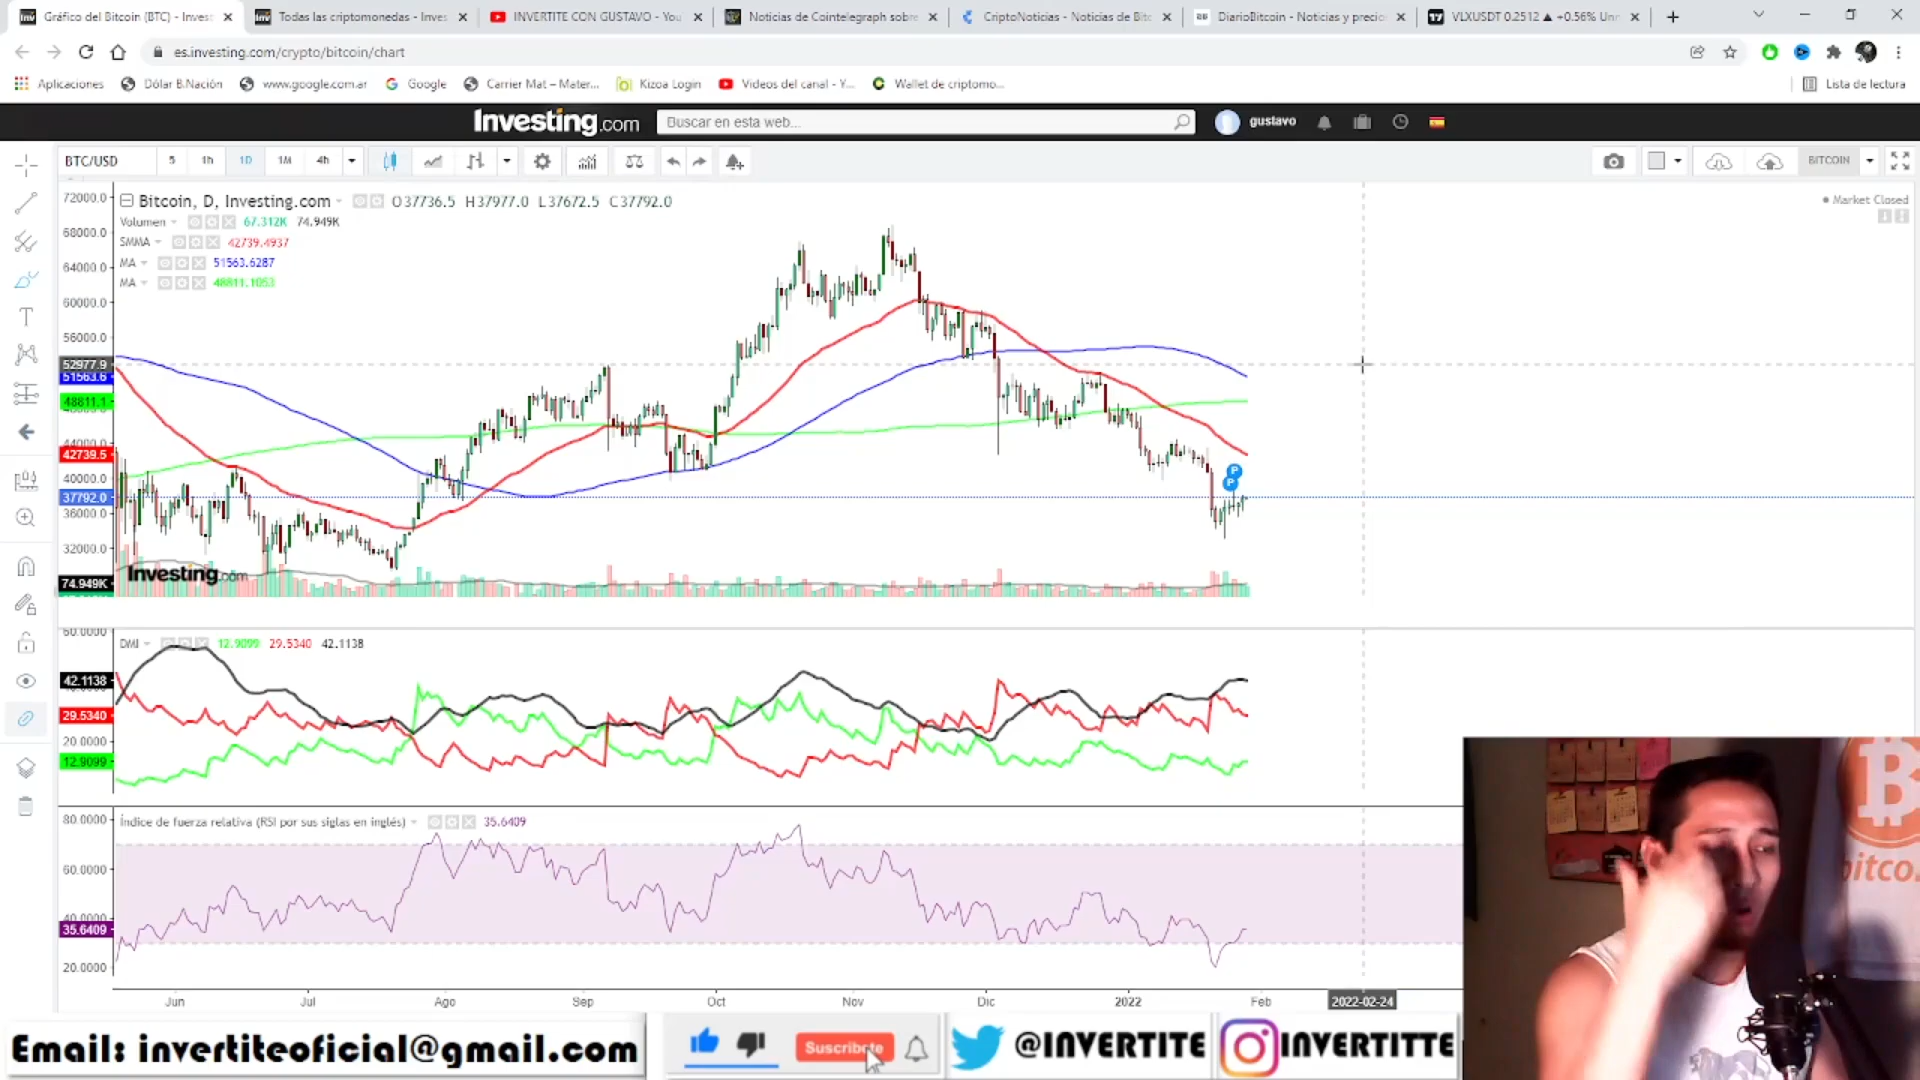 Gráfico del Bitcoin (BTC) - Invest
Todas las criptomonedas - Inves
INVERTITE CON GUSTAVO - You
Noticias de Cointelegraph sobre
CriptoNoticias - Noticias de Bitc
DiarioBitcoin - Noticias y precio
VLXUSDT 0.2512 ▲ +0.56% Unn
es.investing.com/crypto/bitcoin/chart
Aplicaciones
Dólar B.Nación
www.google.com.ar
Google
Carrier Mat – Mater...
Kizoa Login
Videos del canal - Y...
Wallet de criptomo...
Lista de lectura
Investing.com
Buscar en esta web...
gustavo
BTC/USD
5
1h
1D
1M
4h
BITCOIN
Bitcoin, D, Investing.com
O37736.5 H37977.0 L37672.5 C37792.0
Market Closed
Volumen
67.312K 74.949K
SMMA
42739.4937
MA
51563.6287
MA
48811.1053
72000.0
68000.0
64000.0
60000.0
56000.0
52977.9
51563.6
48811.1
44000.0
42739.5
40000.0
37792.0
36000.0
32000.0
74.949K
P
P
Investing.com
DMI
12.9099 29.5340 42.1138
42.1138
29.5340
20.0000
12.9099
Índice de fuerza relativa (RSI por sus siglas en inglés)
35.6409
80.0000
60.0000
40.0000
35.6409
20.0000
Jun
Jul
Ago
Sep
Oct
Nov
Dic
2022
Feb
2022-02-24
bitco
Email: invertiteoficial@gmail.com
Suscribete
@INVERTITE
INVERTITTE